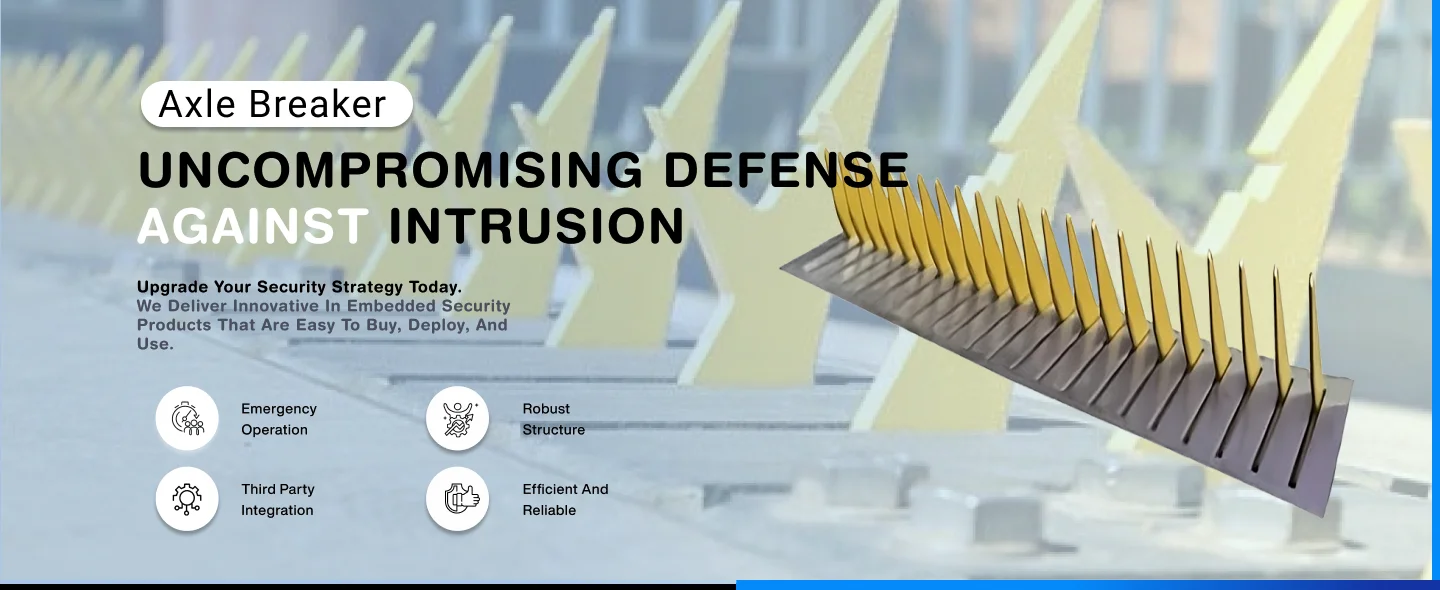 Axle Breaker
UNCOMPROMISING DEFENSE
AGAINST INTRUSION
Upgrade Your Security Strategy Today.
We Deliver Innovative In Embedded Security
Products That Are Easy To Buy, Deploy, And
Use.
Emergency
Operation
Robust
Structure
Third Party
Integration
Efficient And
Reliable